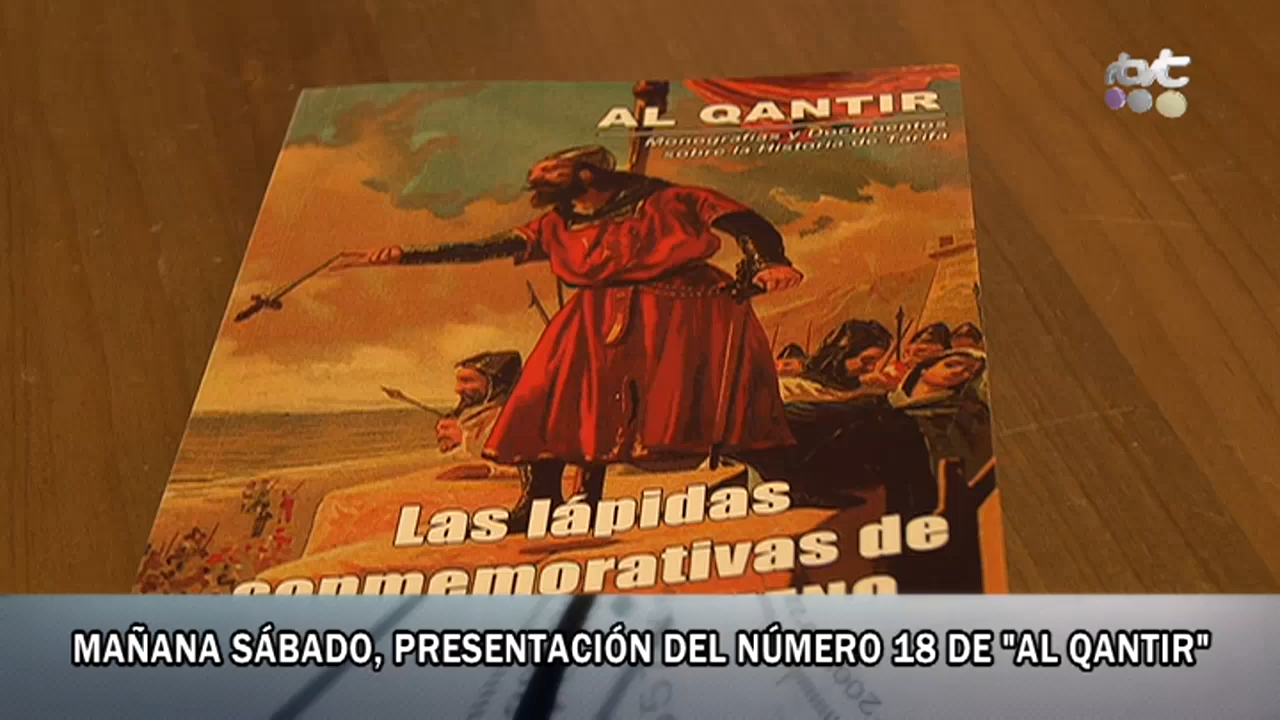 rtvt
AL QANTIR
Monografías y Documentos
sobre la Historia de Tarifa
Las lápidas
conmemorativas de
MAÑANA SÁBADO, PRESENTACIÓN DEL NÚMERO 18 DE "AL QANTIR"